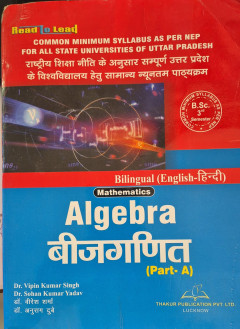 Read to Lead
COMMON MINIMUM SYLLABUS AS PER NEP
FOR ALL STATE UNIVERSITIES OF UTTAR PRADESH
राष्ट्रीय शिक्षा नीति के अनुसार सम्पूर्ण उत्तर प्रदेश
के विश्वविद्यालय हेतु सामान्य न्यूनतम पाठ्यक्रम
B.Sc.
3rd
Semester
Bilingual (English-हिन्दी)
Mathematics
Algebra
बीजगणित
(Part- A)
Dr. Vipin Kumar Singh
Dr. Sohan Kumar Yadav
डॉ. वीरेश शर्मा
डॉ. अनुराग दुबे
THAKUR PUBLICATION PVT. LTD.
LUCKNOW